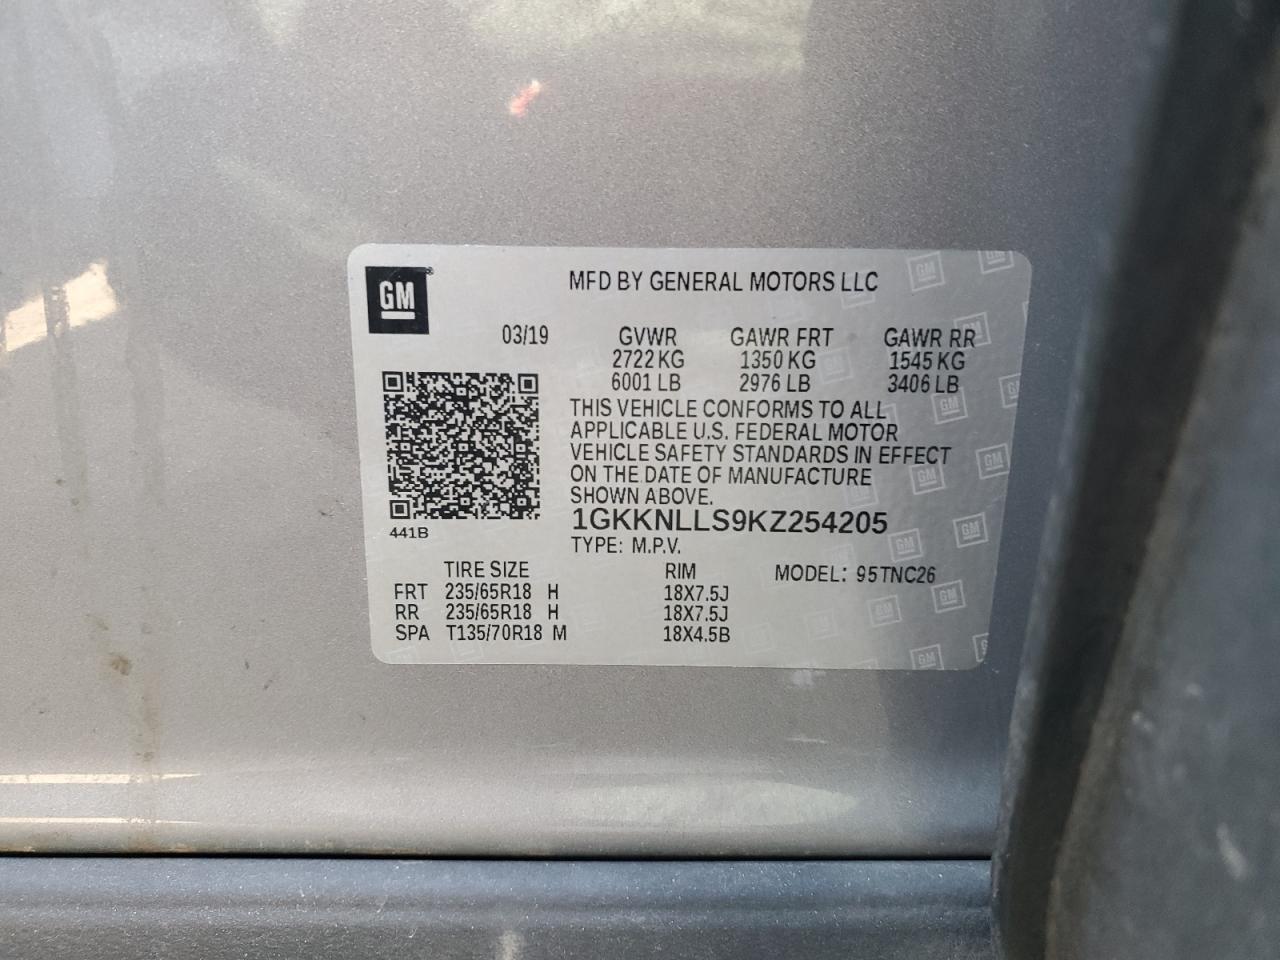 GM
MFD BY GENERAL MOTORS LLC
03/19 GVWR GAWR FRT GAWR RR
2722 KG 1350 KG 1545 KG
6001 LB 2976 LB 3406 LB
THIS VEHICLE CONFORMS TO ALL
APPLICABLE U.S. FEDERAL MOTOR
VEHICLE SAFETY STANDARDS IN EFFECT
ON THE DATE OF MANUFACTURE
SHOWN ABOVE.
1GKKNLLS9KZ254205
441B
TYPE: M.P.V.
TIRE SIZE RIM MODEL: 95TNC26
FRT 235/65R18 H 18X7.5J
RR 235/65R18 H 18X7.5J
SPA T135/70R18 M 18X4.5B